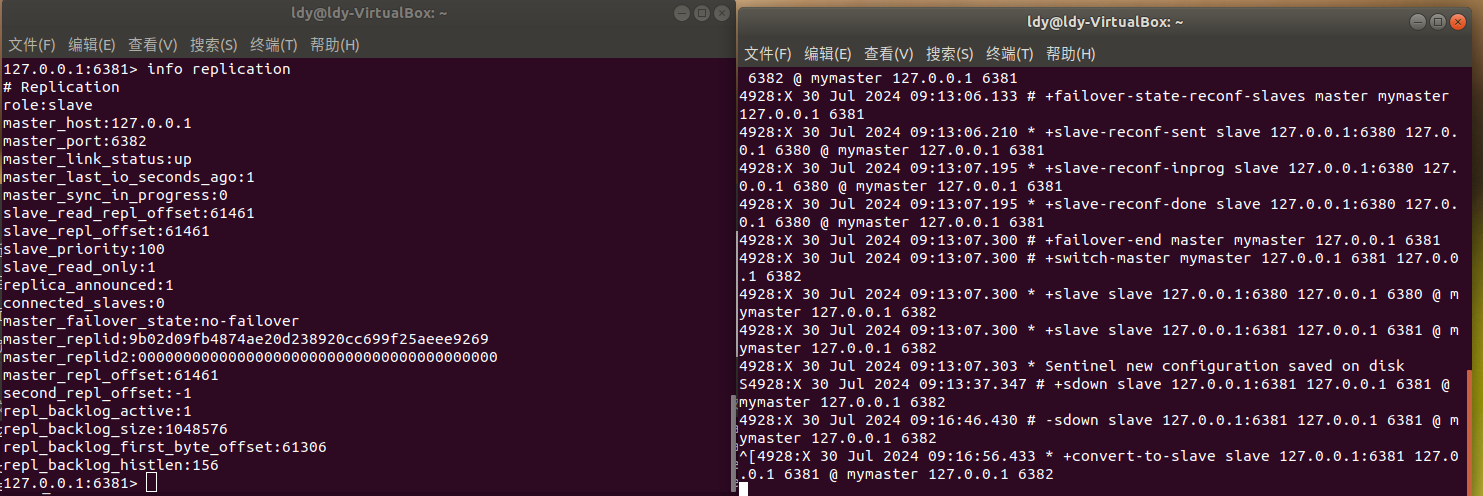 ldy@ldy-VirtualBox: ~
文件(F) 编辑(E) 查看(V) 搜索(S) 终端(T) 帮助(H)
127.0.0.1:6381> info replication
# Replication
role:slave
master_host:127.0.0.1
master_port:6382
master_link_status:up
master_last_io_seconds_ago:1
master_sync_in_progress:0
slave_read_repl_offset:61461
slave_repl_offset:61461
slave_priority:100
slave_read_only:1
replica_announced:1
connected_slaves:0
master_failover_state:no-failover
master_replid:9b02d09fb4874ae20d238920cc699f25aeee9269
master_replid2:0000000000000000000000000000000000000000
master_repl_offset:61461
second_repl_offset:-1
repl_backlog_active:1
repl_backlog_size:1048576
repl_backlog_first_byte_offset:61306
repl_backlog_histlen:156
127.0.0.1:6381>
ldy@ldy-VirtualBox: ~
文件(F) 编辑(E) 查看(V) 搜索(S) 终端(T) 帮助(H)
6382 @ mymaster 127.0.0.1 6381
4928:X 30 Jul 2024 09:13:06.133 # +failover-state-reconf-slaves master mymaster
127.0.0.1 6381
4928:X 30 Jul 2024 09:13:06.210 * +slave-reconf-sent slave 127.0.0.1:6380 127.0.
0.1 6380 @ mymaster 127.0.0.1 6381
4928:X 30 Jul 2024 09:13:07.195 * +slave-reconf-inprog slave 127.0.0.1:6380 127.
0.0.1 6380 @ mymaster 127.0.0.1 6381
4928:X 30 Jul 2024 09:13:07.195 * +slave-reconf-done slave 127.0.0.1:6380 127.0.
0.1 6380 @ mymaster 127.0.0.1 6381
4928:X 30 Jul 2024 09:13:07.300 # +failover-end master mymaster 127.0.0.1 6381
4928:X 30 Jul 2024 09:13:07.300 # +switch-master mymaster 127.0.0.1 6381 127.0.0
.1 6382
4928:X 30 Jul 2024 09:13:07.300 * +slave slave 127.0.0.1:6380 127.0.0.1 6380 @ m
ymaster 127.0.0.1 6382
4928:X 30 Jul 2024 09:13:07.300 * +slave slave 127.0.0.1:6381 127.0.0.1 6381 @ m
ymaster 127.0.0.1 6382
4928:X 30 Jul 2024 09:13:07.303 * Sentinel new configuration saved on disk
S4928:X 30 Jul 2024 09:13:37.347 # +sdown slave 127.0.0.1:6381 127.0.0.1 6381 @
mymaster 127.0.0.1 6382
4928:X 30 Jul 2024 09:16:46.430 # -sdown slave 127.0.0.1:6381 127.0.0.1 6381 @ m
ymaster 127.0.0.1 6382
^[4928:X 30 Jul 2024 09:16:56.433 * +convert-to-slave slave 127.0.0.1:6381 127.0
.0.1 6381 @ mymaster 127.0.0.1 6382